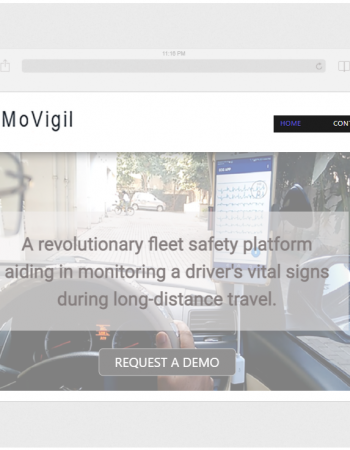 11:18 PM
MoVigil
HOME
CONT
A revolutionary fleet safety platform
aiding in monitoring a driver's vital signs
during long-distance travel.
REQUEST A DEMO